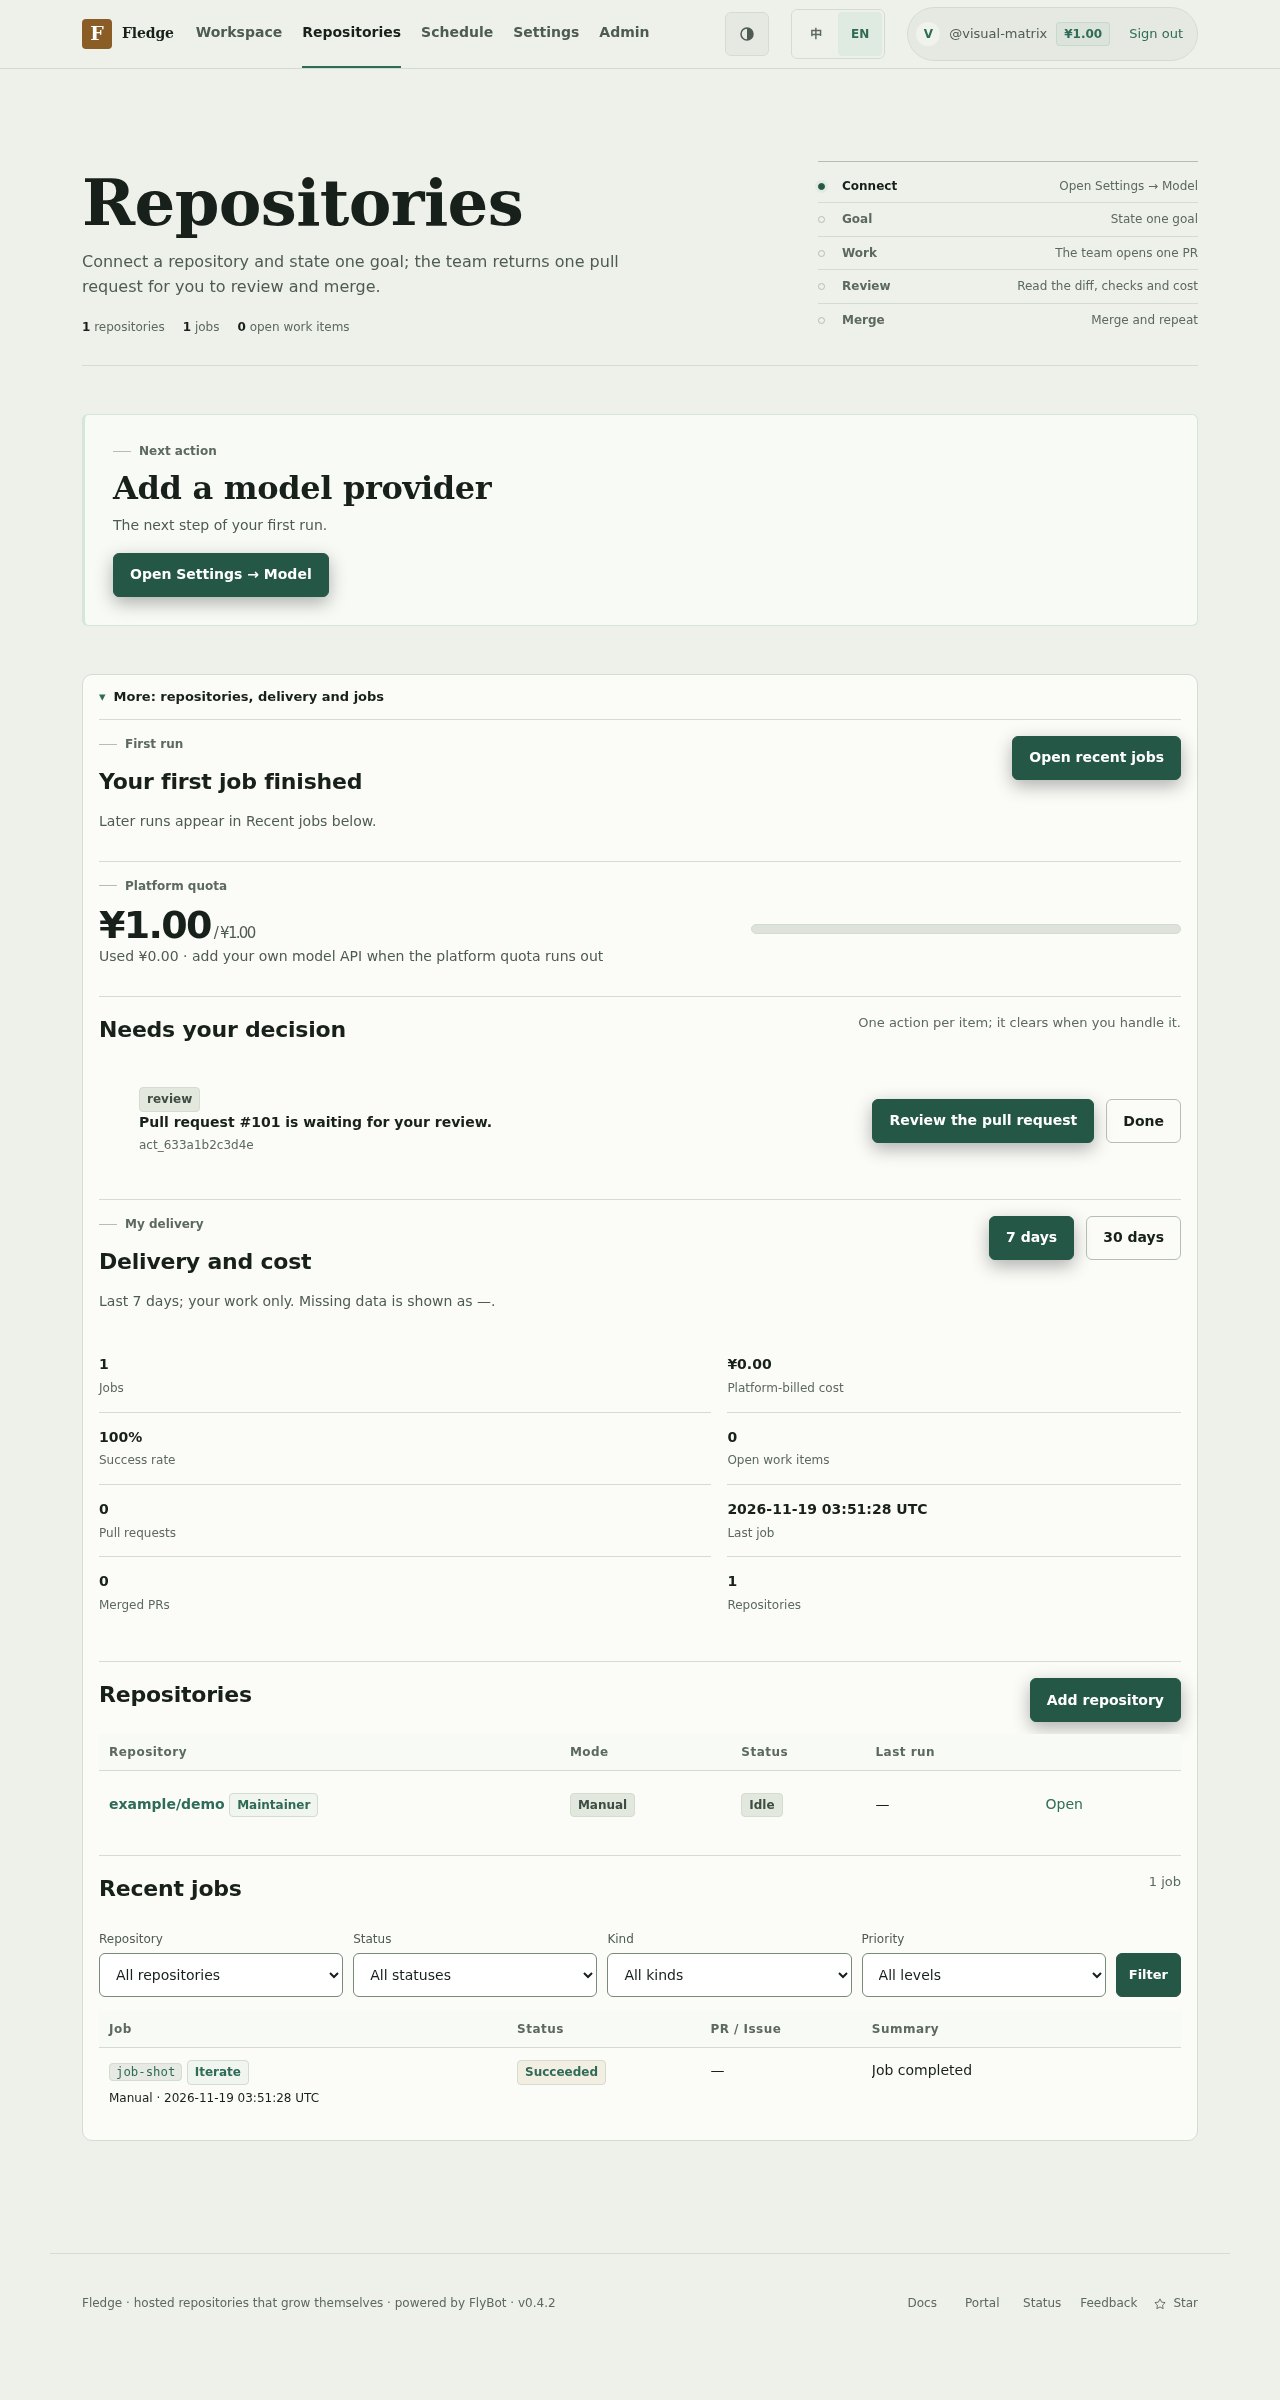 F Fledge Workspace Repositories Schedule Settings Admin 中 EN V @visual-matrix ¥1.00 Sign out
Repositories
Connect a repository and state one goal; the team returns one pull
request for you to review and merge.
1 repositories 1 jobs 0 open work items
Connect Open Settings → Model
Goal State one goal
Work The team opens one PR
Review Read the diff, checks and cost
Merge Merge and repeat
Next action
Add a model provider
The next step of your first run.
Open Settings → Model
▾ More: repositories, delivery and jobs
First run
Open recent jobs
Your first job finished
Later runs appear in Recent jobs below.
Platform quota
¥1.00 / ¥1.00
Used ¥0.00 · add your own model API when the platform quota runs out
Needs your decision One action per item; it clears when you handle it.
review
Pull request #101 is waiting for your review.
act_633a1b2c3d4e
Review the pull request Done
My delivery
7 days 30 days
Delivery and cost
Last 7 days; your work only. Missing data is shown as —.
1 ¥0.00
Jobs Platform-billed cost
100% 0
Success rate Open work items
0 2026-11-19 03:51:28 UTC
Pull requests Last job
0 1
Merged PRs Repositories
Repositories Add repository
Repository Mode Status Last run
example/demo Maintainer Manual Idle — Open
Recent jobs 1 job
Repository Status Kind Priority
All repositories All statuses All kinds All levels Filter
Job Status PR / Issue Summary
job-shot Iterate Succeeded — Job completed
Manual · 2026-11-19 03:51:28 UTC
Fledge · hosted repositories that grow themselves · powered by FlyBot · v0.4.2 Docs Portal Status Feedback Star